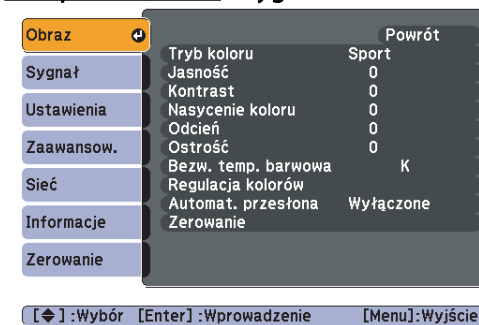 Obraz
Sygnał
Ustawienia
Zaawansow.
Sieć
Informacje
Zerowanie
Powrót
Tryb koloru Sport
Jasność 0
Kontrast 0
Nasycenie koloru 0
Odcień 0
Ostrość 0
Bezw. temp. barwowa K
Regulacja kolorów
Automat. przesłona Wyłączone
Zerowanie
[ ] :Wybór [Enter] :Wprowadzenie [Menu]:Wyjście